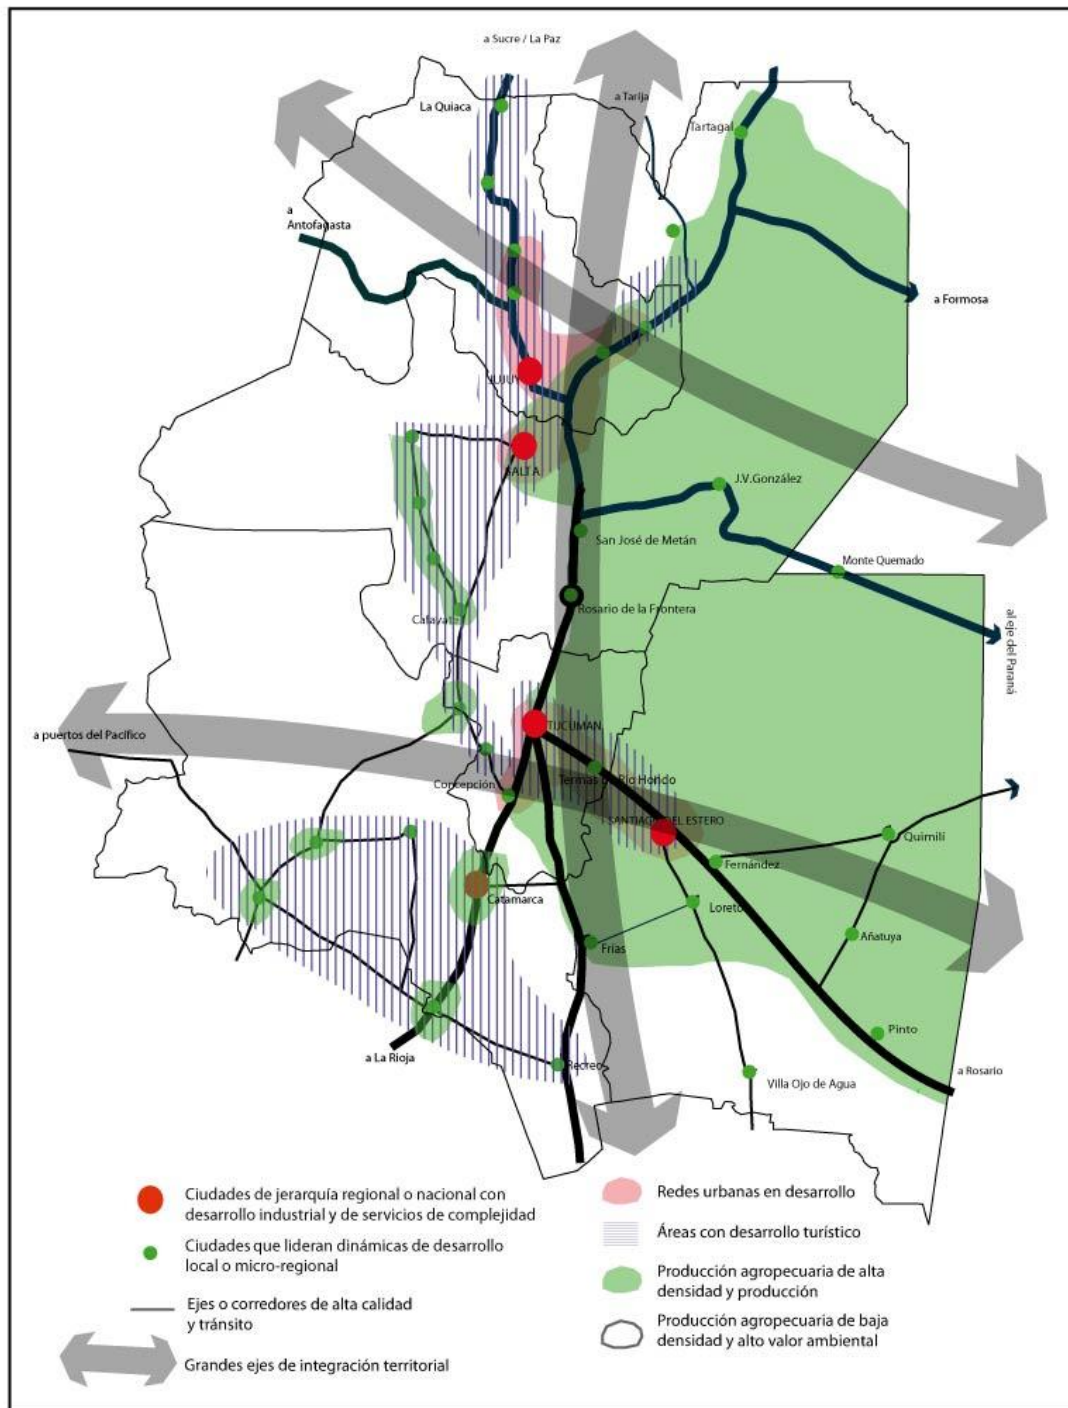 a Sucre / La Paz
La Quiaca
a Tarija
Tartagal
a
Antofagasta
a Formosa
JUJUY
SALTA
J.V.González
San José de Metán
Monte Quemado
Rosario de la Frontera
Cafayate
al eje del Paraná
TUCUMAN
a puertos del Pacífico
Concepción
Termas de Río Hondo
SANTIAGO DEL ESTERO
Quimilí
Fernández
Catamarca
Loreto
Añatuya
Frías
Pinto
a La Rioja
Recreo
Villa Ojo de Agua
a Rosario
Ciudades de jerarquía regional o nacional con
desarrollo industrial y de servicios de complejidad
Ciudades que lideran dinámicas de desarrollo
local o micro-regional
Ejes o corredores de alta calidad
y tránsito
Grandes ejes de integración territorial
Redes urbanas en desarrollo
Áreas con desarrollo turístico
Producción agropecuaria de alta
densidad y producción
Producción agropecuaria de baja
densidad y alto valor ambiental